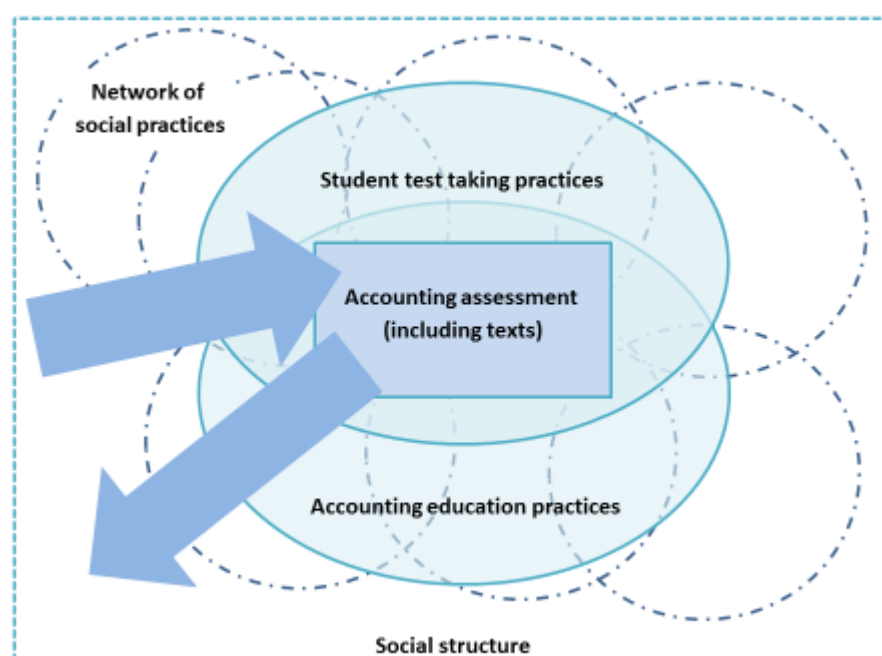 Network of
social practices
Student test taking practices
Accounting assessment
(including texts)
Accounting education practices
Social structure